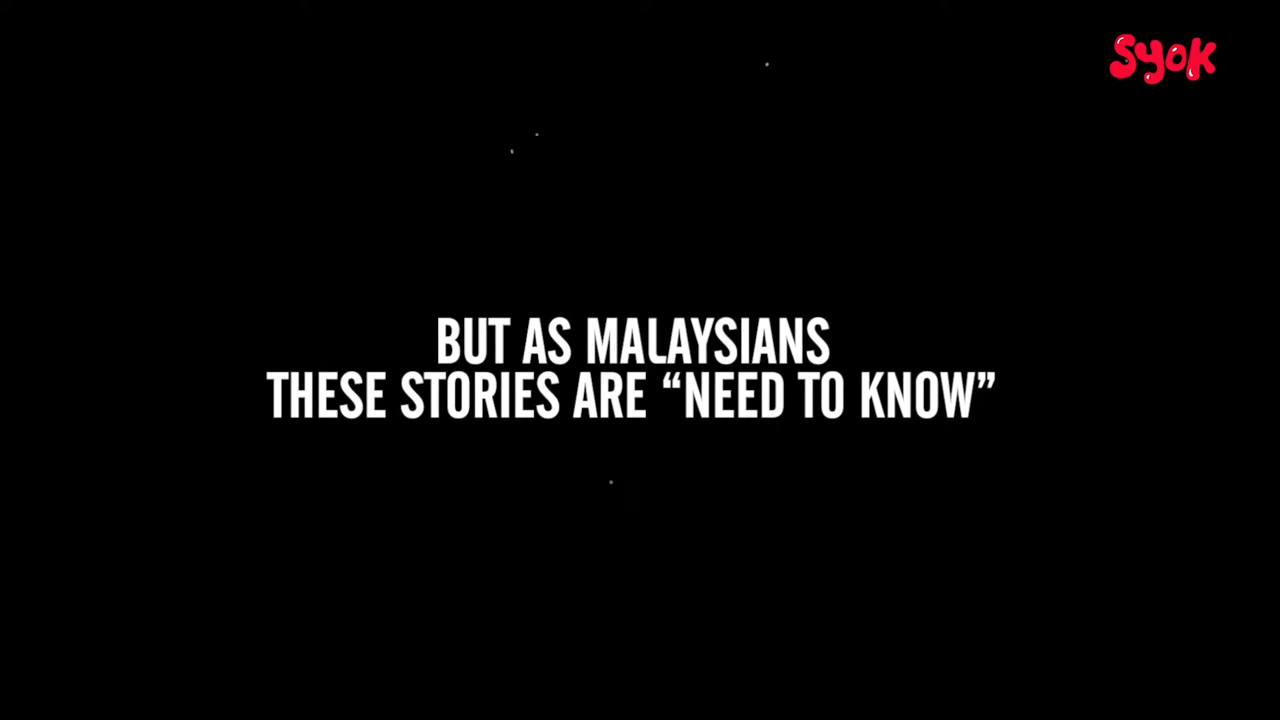 Syok
BUT AS MALAYSIANS
THESE STORIES ARE “NEED TO KNOW”